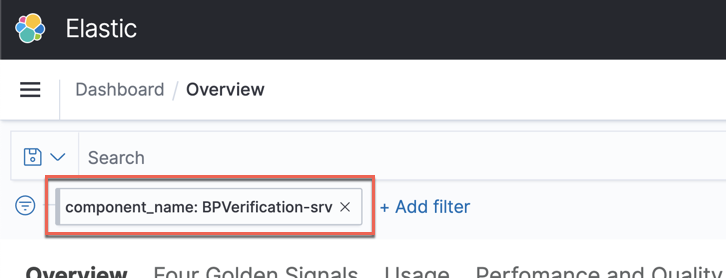 Elastic
Dashboard / Overview
Search
component_name: BPVerification-srv ×
+ Add filter
Overview Four Golden Signals Usage Perfomance and Quality